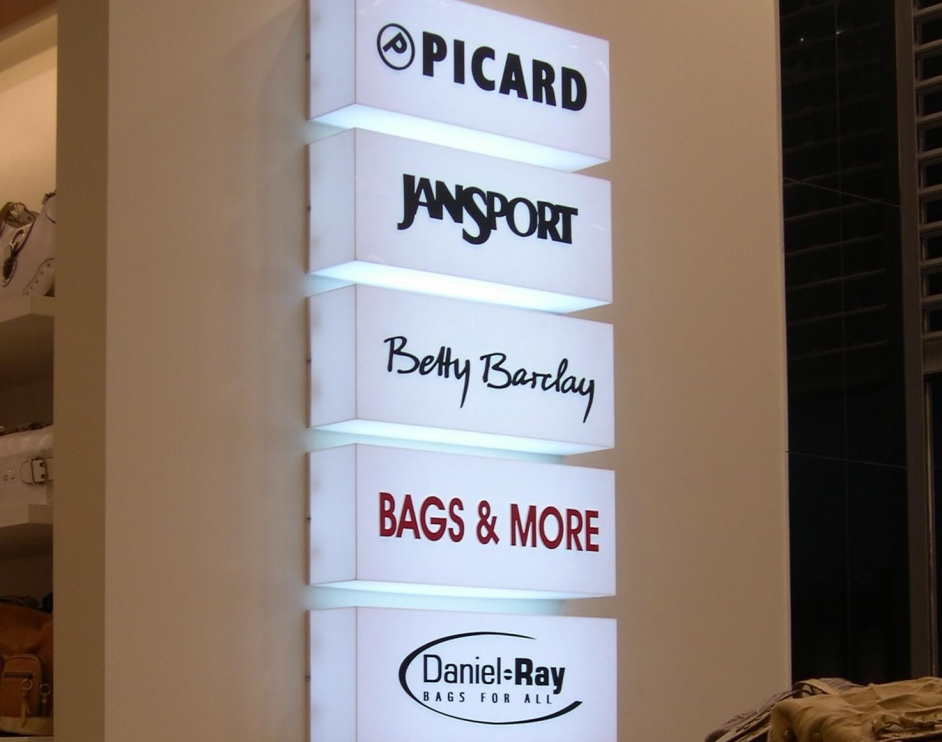 P PICARD
JANSPORT
Betty Barclay
BAGS & MORE
Daniel=Ray
BAGS FOR ALL